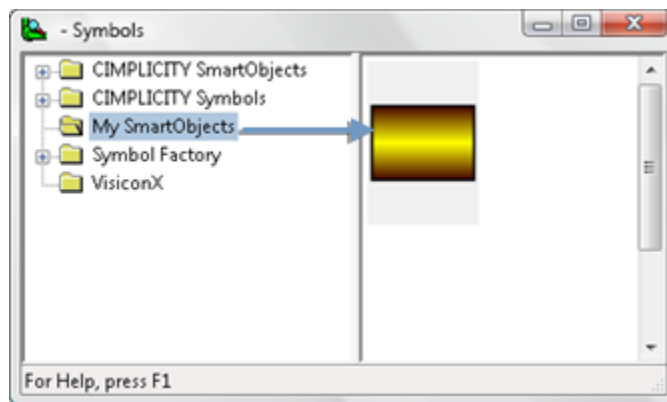 - Symbols
CIMPLICITY SmartObjects
CIMPLICITY Symbols
My SmartObjects
Symbol Factory
VisiconX
For Help, press F1